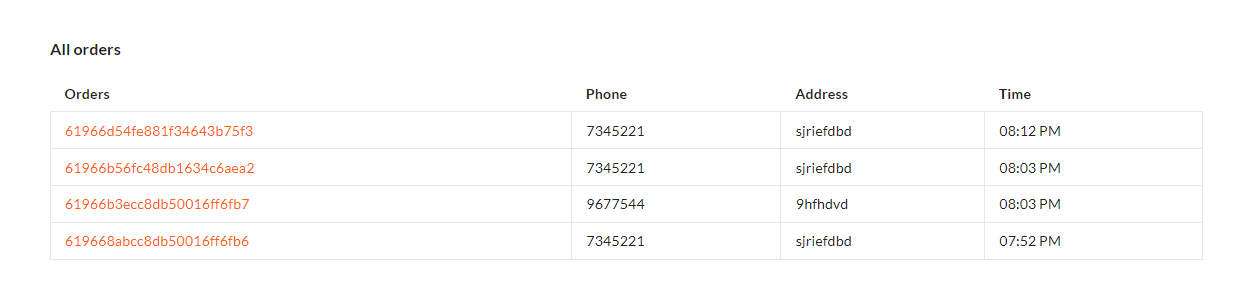 All orders
Orders Phone Address Time
61966d54fe881f34643b75f3 7345221 sjriefdbd 08:12 PM
61966b56fc48db1634c6aea2 7345221 sjriefdbd 08:03 PM
61966b3ecc8db50016ff6fb7 9677544 9hfhdvd 08:03 PM
619668abcc8db50016ff6fb6 7345221 sjriefdbd 07:52 PM